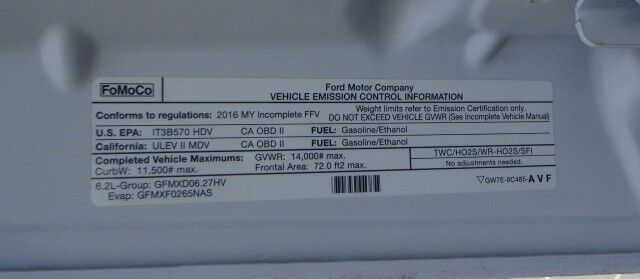 FoMoCo
Ford Motor Company
VEHICLE EMISSION CONTROL INFORMATION
Conforms to regulations: 2016 MY Incomplete FFV
Weight limits refer to Emission Certification only.
DO NOT EXCEED VEHICLE GVWR (See Incomplete Vehicle Manual)
U.S. EPA: IT3B570 HDV CA OBD II FUEL: Gasoline/Ethanol
California: ULEV II MDV CA OBD II FUEL: Gasoline/Ethanol
Completed Vehicle Maximums: GVWR: 14,000# max.
CurbW: 11,500# max. Frontal Area: 72.0 ft2 max.
TWC/HO2S/WR-HO2S/SFI
No adjustments needed.
6.2L-Group: GFMXD06.27HV
Evap: GFMXF0265NAS
▽GW7E-9C485-AVF